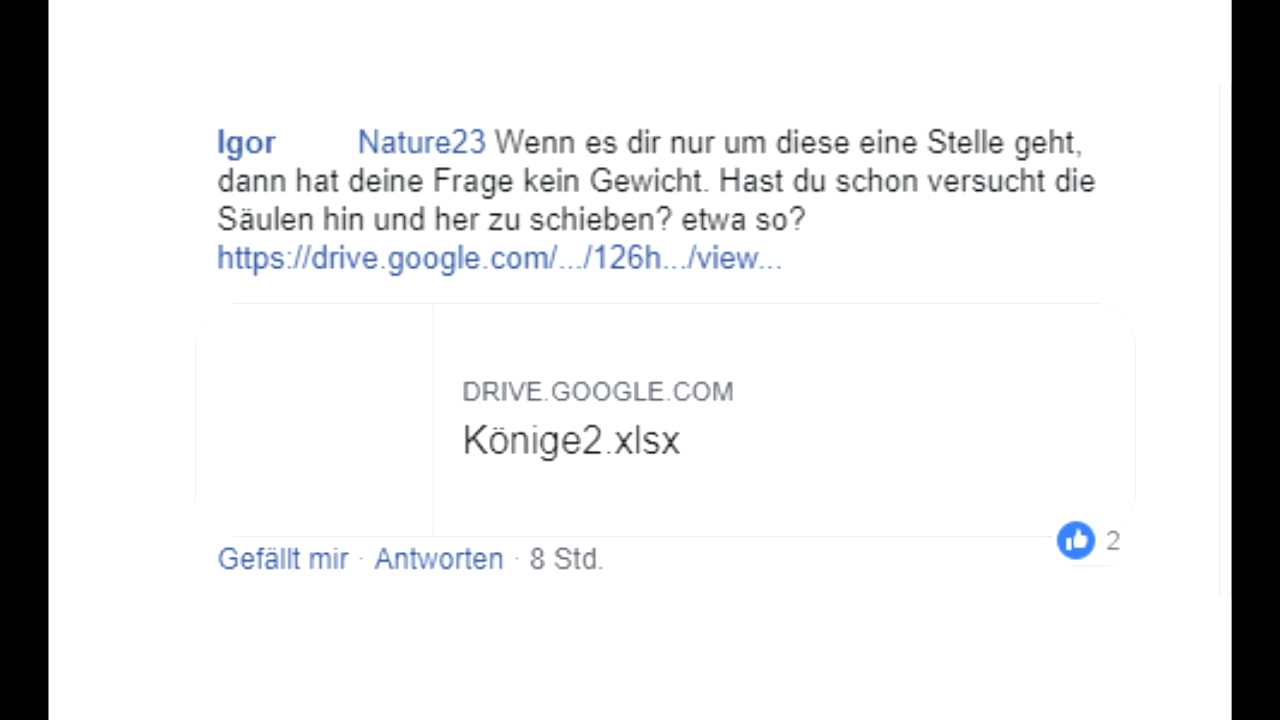 Igor Nature23 Wenn es dir nur um diese eine Stelle geht,
dann hat deine Frage kein Gewicht. Hast du schon versucht die
Säulen hin und her zu schieben? etwa so?
https://drive.google.com/.../126h.../view...
DRIVE.GOOGLE.COM
Könige2.xlsx
Gefällt mir · Antworten · 8 Std.
2